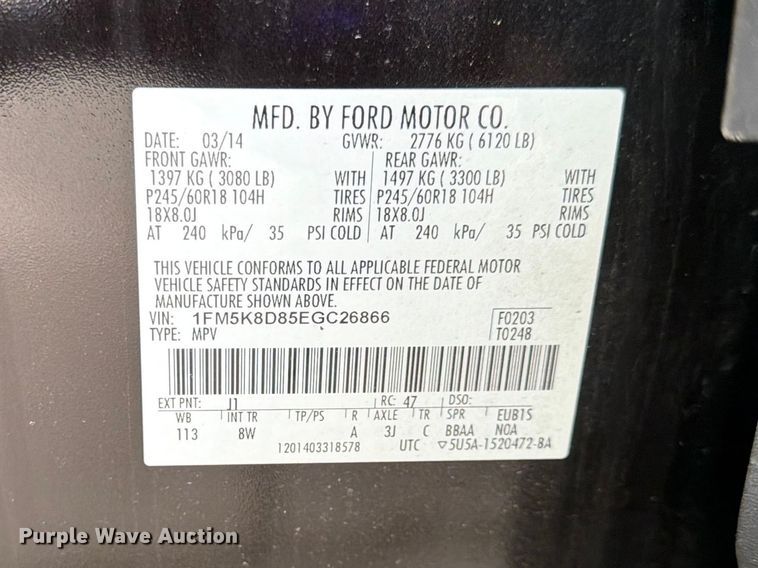 MFD. BY FORD MOTOR CO.
DATE: 03/14 GVWR: 2776 KG ( 6120 LB)
FRONT GAWR: REAR GAWR:
1397 KG ( 3080 LB) WITH 1497 KG ( 3300 LB) WITH
P245/60R18 104H TIRES P245/60R18 104H TIRES
18X8.0J RIMS 18X8.0J RIMS
AT 240 kPa/ 35 PSI COLD AT 240 kPa/ 35 PSI COLD
THIS VEHICLE CONFORMS TO ALL APPLICABLE FEDERAL MOTOR
VEHICLE SAFETY STANDARDS IN EFFECT ON THE DATE OF
MANUFACTURE SHOWN ABOVE.
VIN: 1FM5K8D85EGC26866 F0203
TYPE: MPV T0248
EXT PNT: J1 RC: 47 DSO:
WB INT TR TP/PS R AXLE TR SPR EUB1S
113 8W A 3J C BBAA NOA
1201403318578 UTC ▽5U5A-1520472-BA
Purple Wave Auction